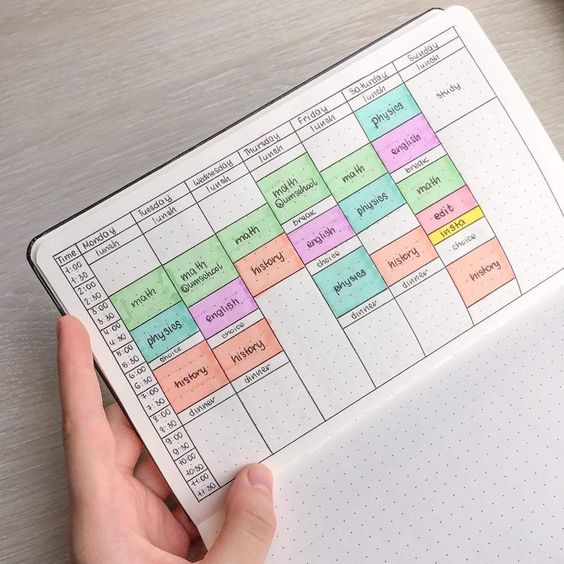 Time
1:00
1:30
2:00
2:30
3:00
3:30
4:00
4:30
5:00
5:30
6:00
6:30
7:00
7:30
8:00
8:30
9:00
9:30
10:00
10:30
11:00
11:30
Monday
lunch
math
physics
choice
history
dinner
Tuesday
lunch
math
@umschool
english
choice
history
dinner
Wednesday
lunch
math
history
Thursday
lunch
math
@umschool
break
english
choice
physics
dinner
Friday
lunch
math
physics
history
dinner
Saturday
lunch
physics
english
break
math
edit
insta
choice
history
Sunday
lunch
study